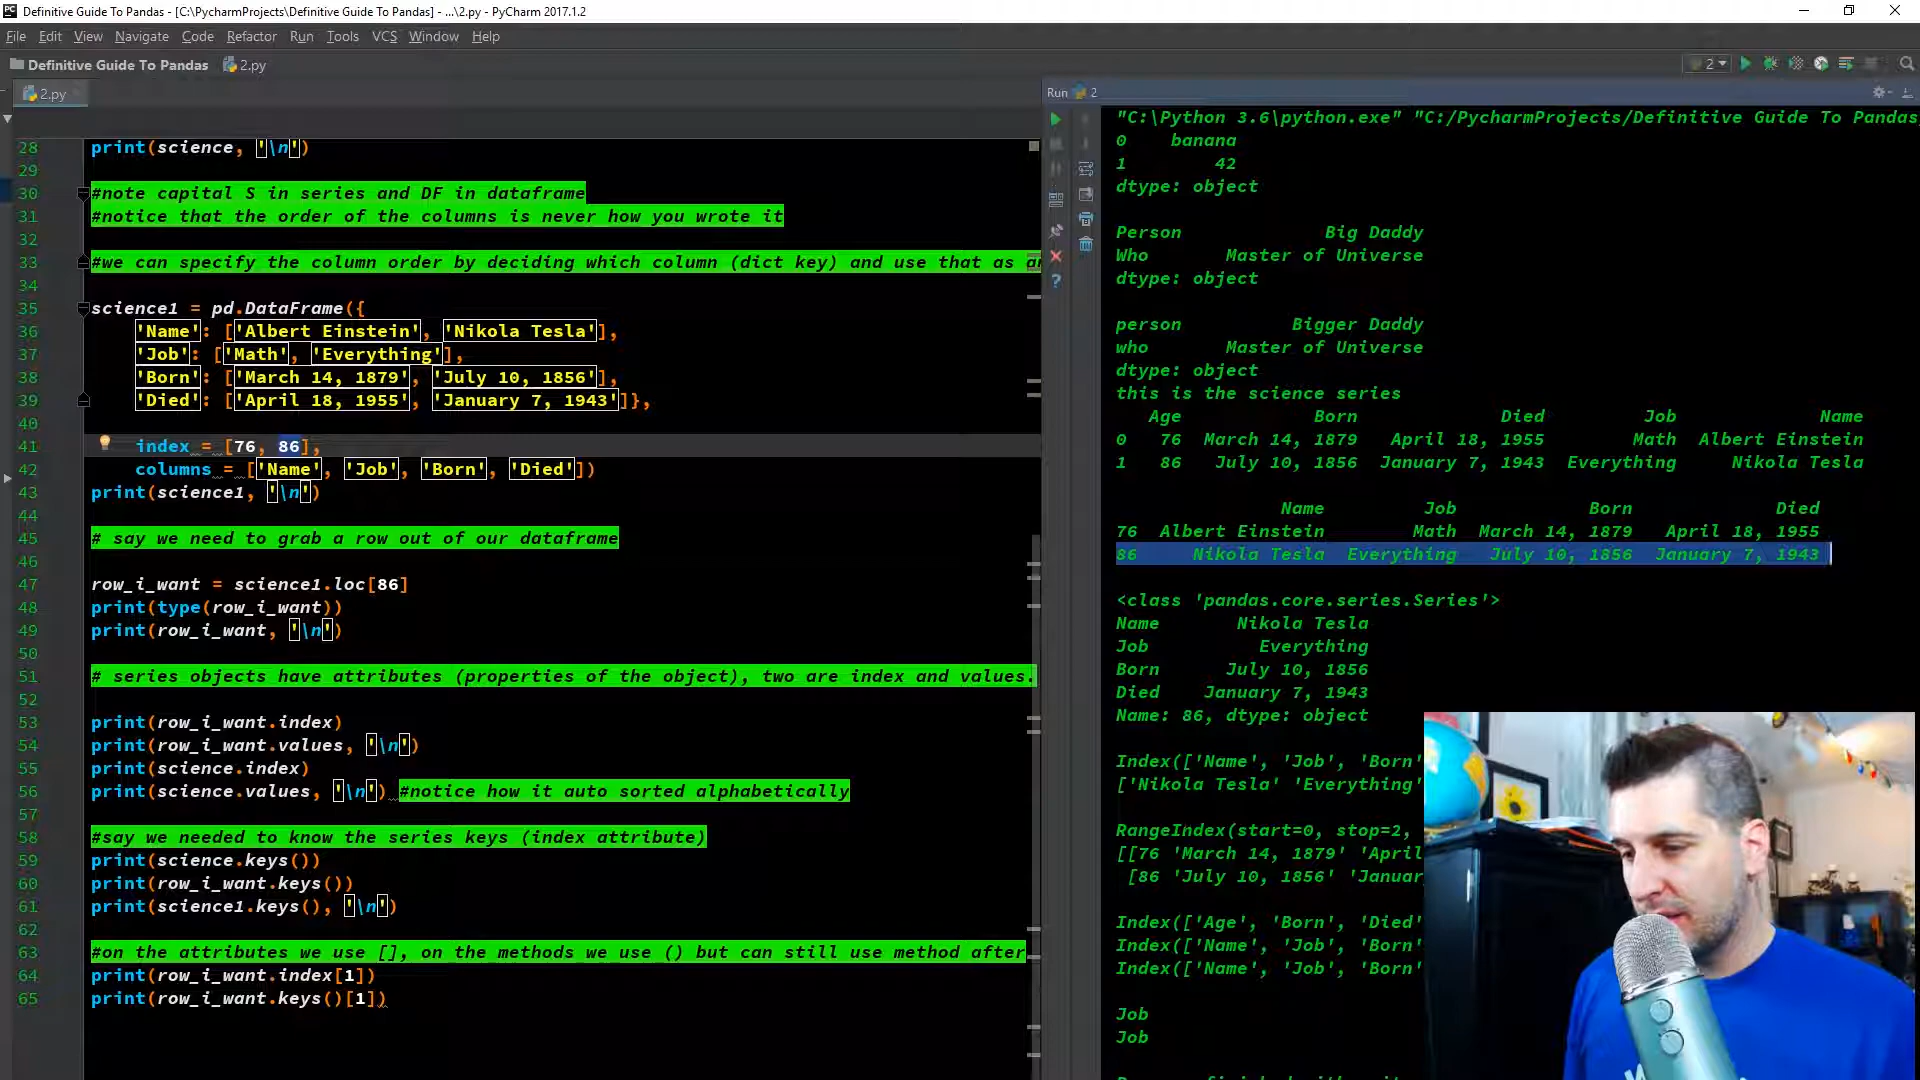 Definitive Guide To Pandas - [C:\PycharmProjects\Definitive Guide To Pandas] - ...\2.py - PyCharm 2017.1.2
File Edit View Navigate Code Refactor Run Tools VCS Window Help
Definitive Guide To Pandas 2.py
2
2.py
28 print(science, '\n')
29
30 #note capital S in series and DF in dataframe
31 #notice that the order of the columns is never how you wrote it
32
33 #we can specify the column order by deciding which column (dict key) and use that as
34
35 science1 = pd.DataFrame({
36 'Name': ['Albert Einstein', 'Nikola Tesla'],
37 'Job': ['Math', 'Everything'],
38 'Born': ['March 14, 1879', 'July 10, 1856'],
39 'Died': ['April 18, 1955', 'January 7, 1943']},
40
41 index = [76, 86],
42 columns = ['Name', 'Job', 'Born', 'Died'])
43 print(science1, '\n')
44
45 # say we need to grab a row out of our dataframe
46
47 row_i_want = science1.loc[86]
48 print(type(row_i_want))
49 print(row_i_want, '\n')
50
51 # series objects have attributes (properties of the object), two are index and values.
52
53 print(row_i_want.index)
54 print(row_i_want.values, '\n')
55 print(science.index)
56 print(science.values, '\n') #notice how it auto sorted alphabetically
57
58 #say we needed to know the series keys (index attribute)
59 print(science.keys())
60 print(row_i_want.keys())
61 print(science1.keys(), '\n')
62
63 #on the attributes we use [], on the methods we use () but can still use method after
64 print(row_i_want.index[1])
65 print(row_i_want.keys()[1])
Run 2
"C:\Python 3.6\python.exe" "C:/PycharmProjects/Definitive Guide To Pandas
0 banana
1 42
dtype: object
Person Big Daddy
Who Master of Universe
dtype: object
person Bigger Daddy
who Master of Universe
dtype: object
this is the science series
Age Born Died Job Name
0 76 March 14, 1879 April 18, 1955 Math Albert Einstein
1 86 July 10, 1856 January 7, 1943 Everything Nikola Tesla
Name Job Born Died
76 Albert Einstein Math March 14, 1879 April 18, 1955
86 Nikola Tesla Everything July 10, 1856 January 7, 1943
<class 'pandas.core.series.Series'>
Name Nikola Tesla
Job Everything
Born July 10, 1856
Died January 7, 1943
Name: 86, dtype: object
Index(['Name', 'Job', 'Born'
['Nikola Tesla' 'Everything'
RangeIndex(start=0, stop=2,
[[76 'March 14, 1879' 'April
[86 'July 10, 1856' 'Januar
Index(['Age', 'Born', 'Died'
Index(['Name', 'Job', 'Born'
Index(['Name', 'Job', 'Born'
Job
Job